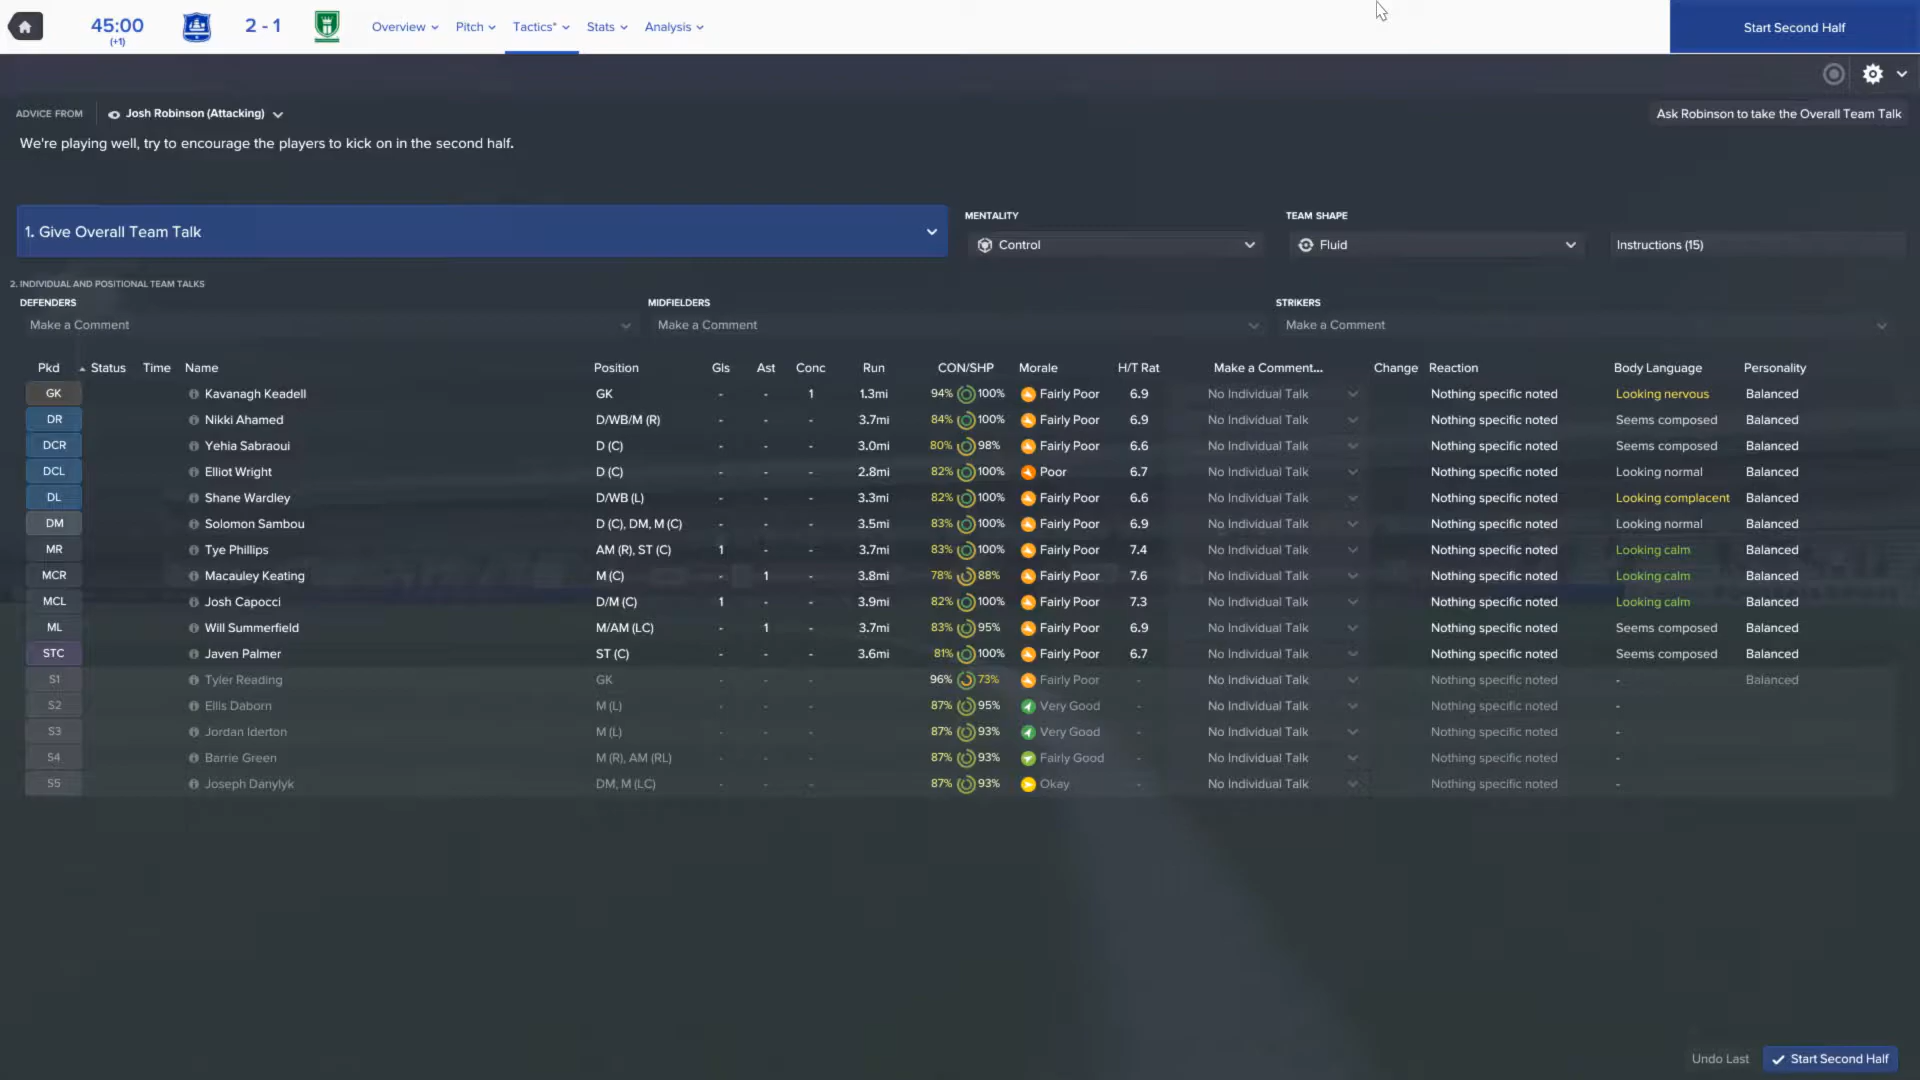 45:00
(+1)
2 - 1
Overview
Pitch
Tactics*
Stats
Analysis
Start Second Half
ADVICE FROM
Josh Robinson (Attacking)
Ask Robinson to take the Overall Team Talk
We're playing well, try to encourage the players to kick on in the second half.
1. Give Overall Team Talk
MENTALITY
Control
TEAM SHAPE
Fluid
Instructions (15)
2. INDIVIDUAL AND POSITIONAL TEAM TALKS
DEFENDERS MIDFIELDERS STRIKERS
Make a Comment Make a Comment Make a Comment
Pkd Status Time Name Position Gls Ast Conc Run CON/SHP Morale H/T Rat Make a Comment... Change Reaction Body Language Personality
GK Kavanagh Keadell GK - - 1 1.3mi 94% 100% Fairly Poor 6.9 No Individual Talk Nothing specific noted Looking nervous Balanced
DR Nikki Ahamed D/WB/M (R) - - - 3.7mi 84% 100% Fairly Poor 6.9 No Individual Talk Nothing specific noted Seems composed Balanced
DCR Yehia Sabraoui D (C) - - - 3.0mi 80% 98% Fairly Poor 6.6 No Individual Talk Nothing specific noted Seems composed Balanced
DCL Elliot Wright D (C) - - - 2.8mi 82% 100% Poor 6.7 No Individual Talk Nothing specific noted Looking normal Balanced
DL Shane Wardley D/WB (L) - - - 3.3mi 82% 100% Fairly Poor 6.6 No Individual Talk Nothing specific noted Looking complacent Balanced
DM Solomon Sambou D (C), DM, M (C) - - - 3.5mi 83% 100% Fairly Poor 6.9 No Individual Talk Nothing specific noted Looking normal Balanced
MR Tye Phillips AM (R), ST (C) 1 - - 3.7mi 83% 100% Fairly Poor 7.4 No Individual Talk Nothing specific noted Looking calm Balanced
MCR Macauley Keating M (C) - 1 - 3.8mi 78% 88% Fairly Poor 7.6 No Individual Talk Nothing specific noted Looking calm Balanced
MCL Josh Capocci D/M (C) 1 - - 3.9mi 82% 100% Fairly Poor 7.3 No Individual Talk Nothing specific noted Looking calm Balanced
ML Will Summerfield M/AM (LC) - 1 - 3.7mi 83% 95% Fairly Poor 6.9 No Individual Talk Nothing specific noted Seems composed Balanced
STC Javen Palmer ST (C) - - - 3.6mi 81% 100% Fairly Poor 6.7 No Individual Talk Nothing specific noted Seems composed Balanced
S1 Tyler Reading GK - - - 96% 73% Fairly Poor - No Individual Talk Nothing specific noted - Balanced
S2 Ellis Daborn M (L) - - - 87% 95% Very Good - No Individual Talk Nothing specific noted -
S3 Jordan Iderton M (L) - - - 87% 93% Very Good - No Individual Talk Nothing specific noted -
S4 Barrie Green M (R), AM (RL) - - - 87% 93% Fairly Good - No Individual Talk Nothing specific noted -
S5 Joseph Danylyk DM, M (LC) - - - 87% 93% Okay - No Individual Talk Nothing specific noted -
Undo Last
Start Second Half